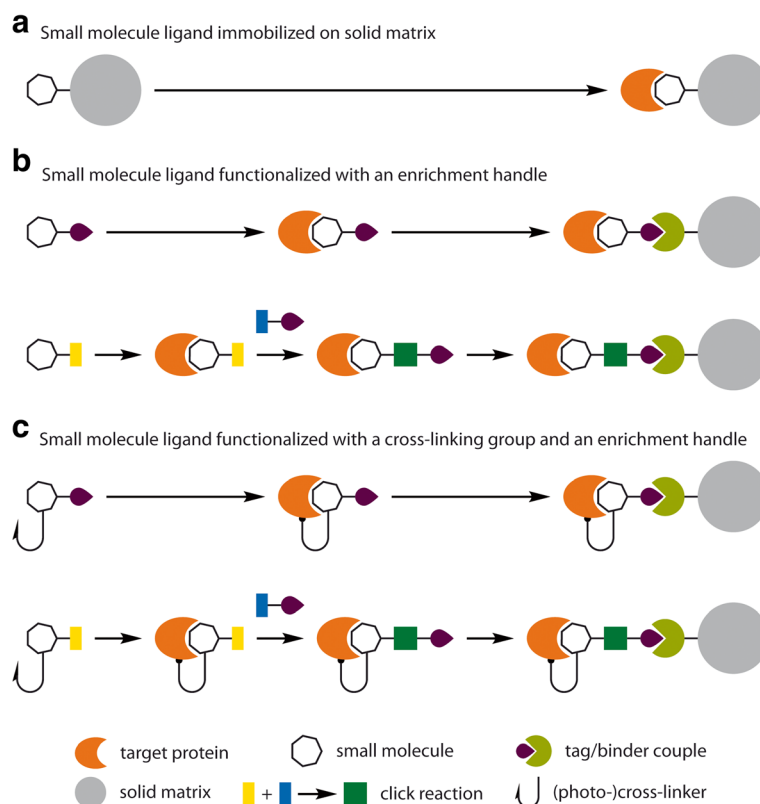 a Small molecule ligand immobilized on solid matrix
b Small molecule ligand functionalized with an enrichment handle
c Small molecule ligand functionalized with a cross-linking group and an enrichment handle
target protein small molecule tag/binder couple
solid matrix + click reaction (photo-)cross-linker